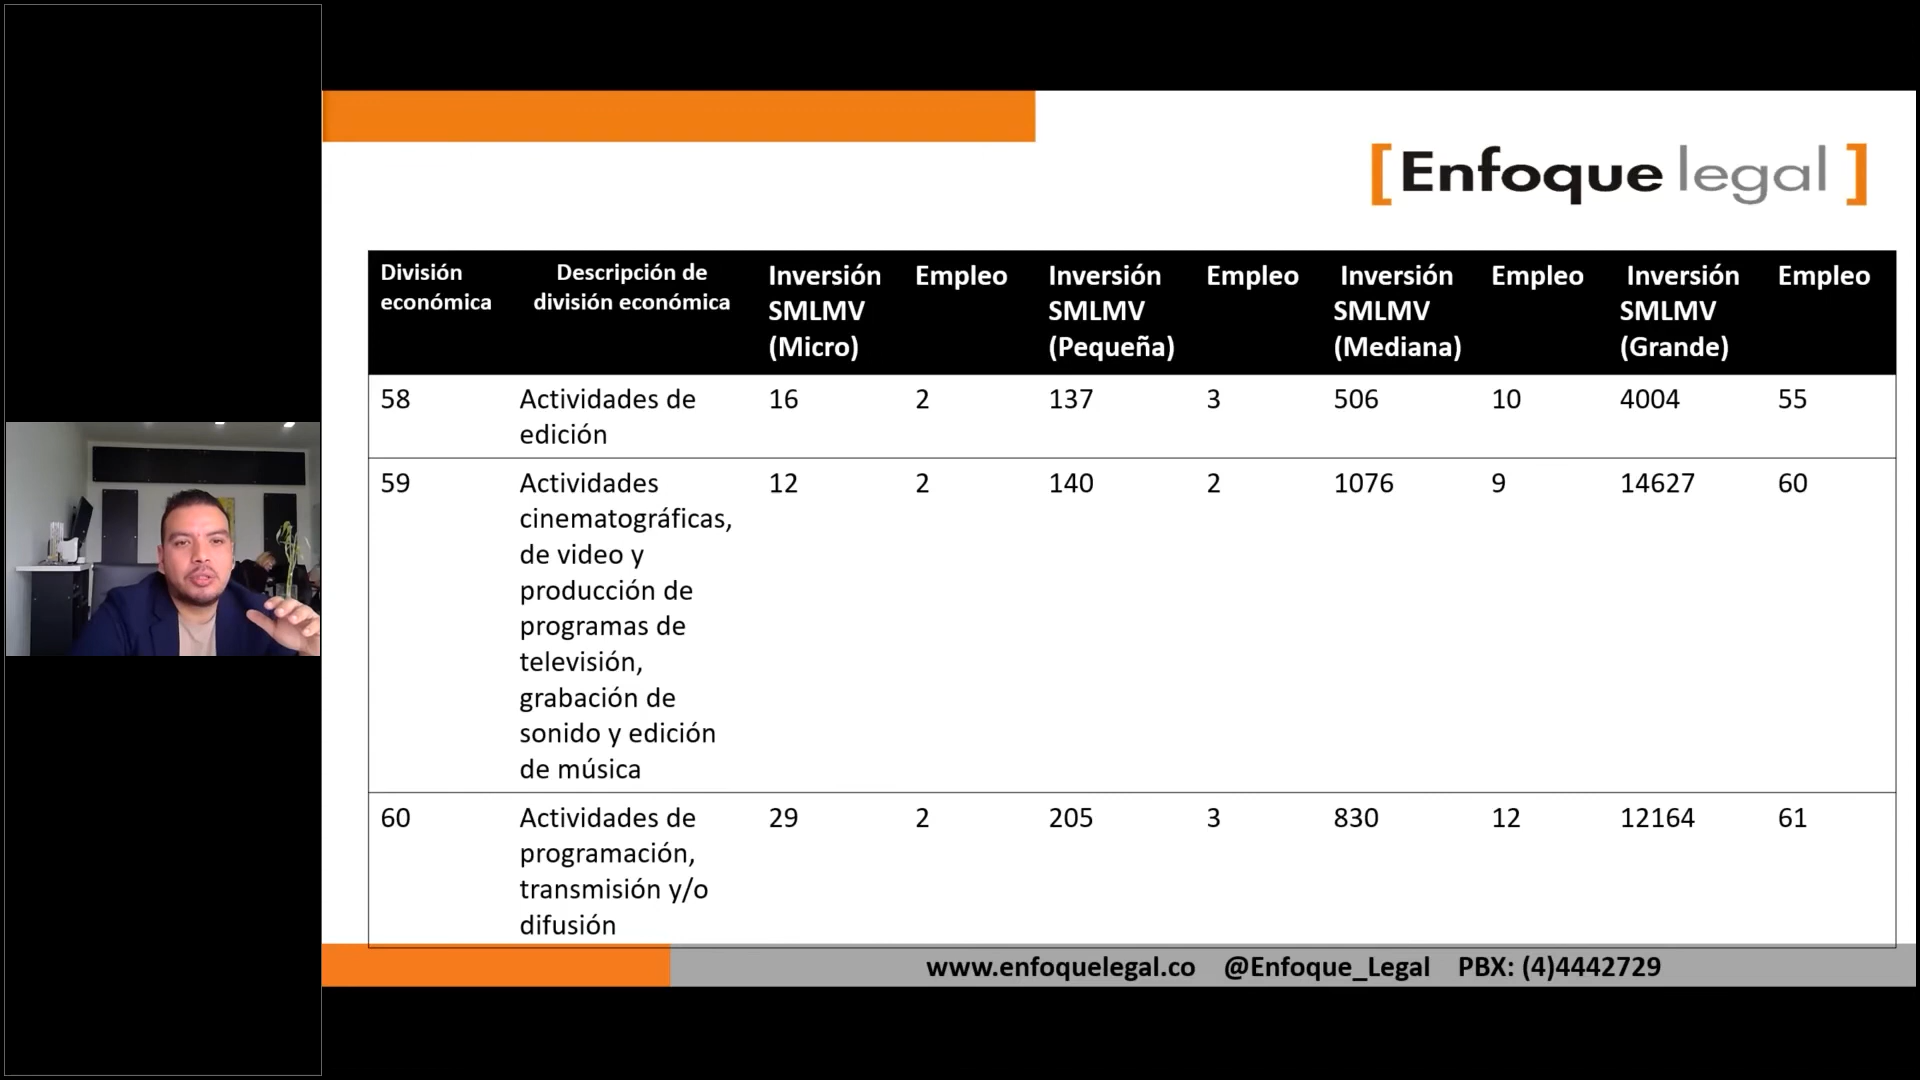 [Enfoque legal]
División económica | Descripción de división económica | Inversión SMLMV (Micro) | Empleo | Inversión SMLMV (Pequeña) | Empleo | Inversión SMLMV (Mediana) | Empleo | Inversión SMLMV (Grande) | Empleo
58 | Actividades de edición | 16 | 2 | 137 | 3 | 506 | 10 | 4004 | 55
59 | Actividades cinematográficas, de video y producción de programas de televisión, grabación de sonido y edición de música | 12 | 2 | 140 | 2 | 1076 | 9 | 14627 | 60
60 | Actividades de programación, transmisión y/o difusión | 29 | 2 | 205 | 3 | 830 | 12 | 12164 | 61
www.enfoquelegal.co @Enfoque_Legal PBX: (4)4442729